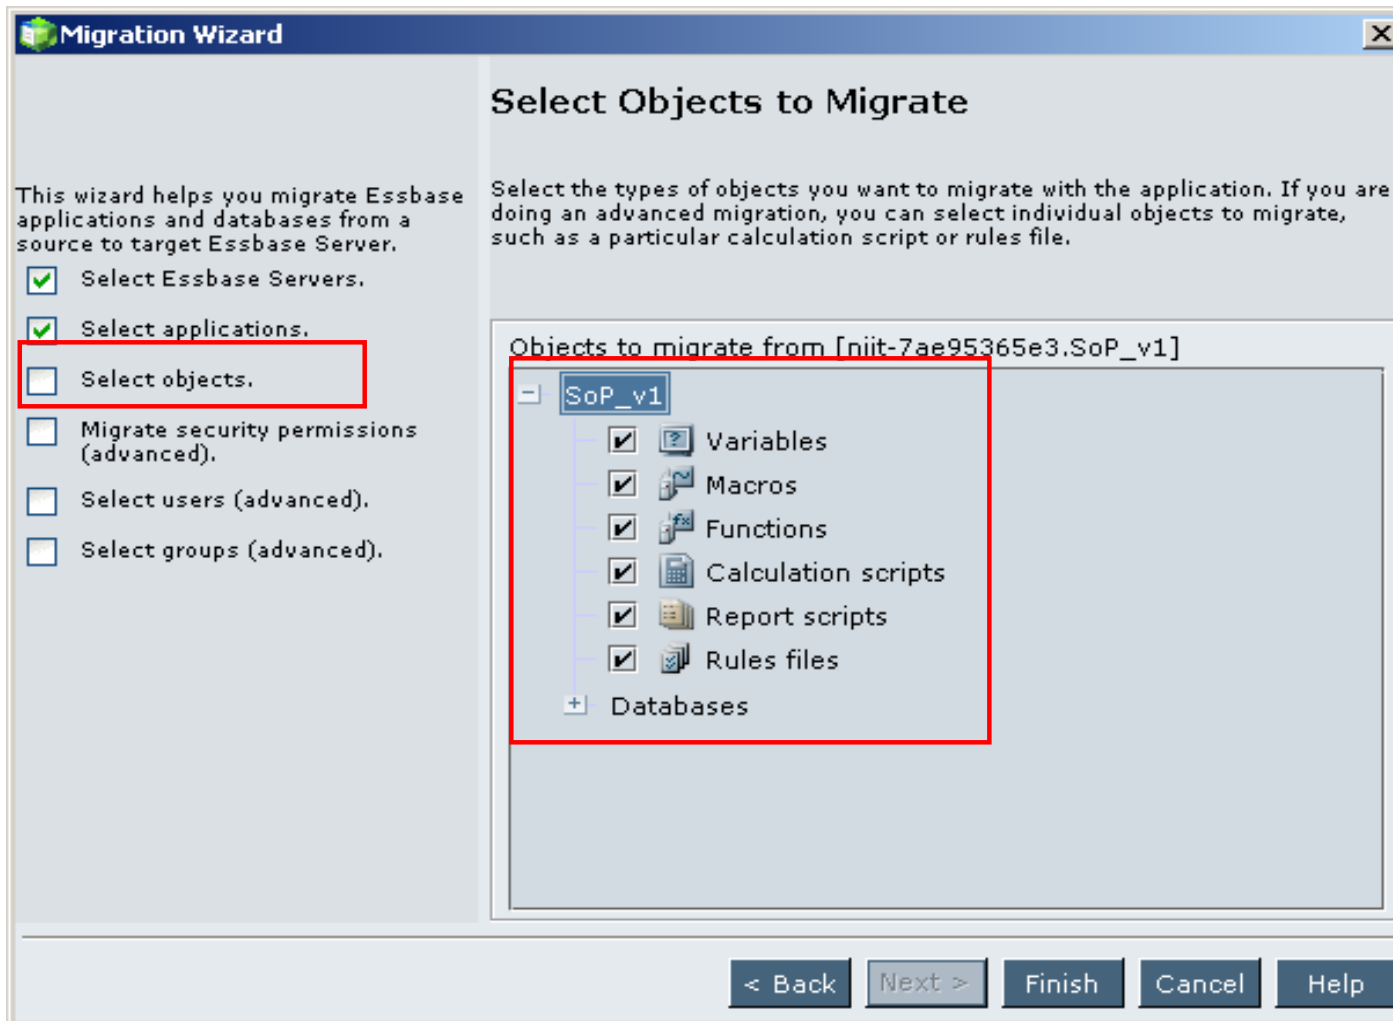 Migration Wizard
Select Objects to Migrate
This wizard helps you migrate Essbase
applications and databases from a
source to target Essbase Server.
Select Essbase Servers.
Select applications.
Select objects.
Migrate security permissions
(advanced).
Select users (advanced).
Select groups (advanced).
Select the types of objects you want to migrate with the application. If you are
doing an advanced migration, you can select individual objects to migrate,
such as a particular calculation script or rules file.
Objects to migrate from [niit-7ae95365e3.SoP_v1]
SoP_v1
Variables
Macros
Functions
Calculation scripts
Report scripts
Rules files
Databases
< Back
Next >
Finish
Cancel
Help